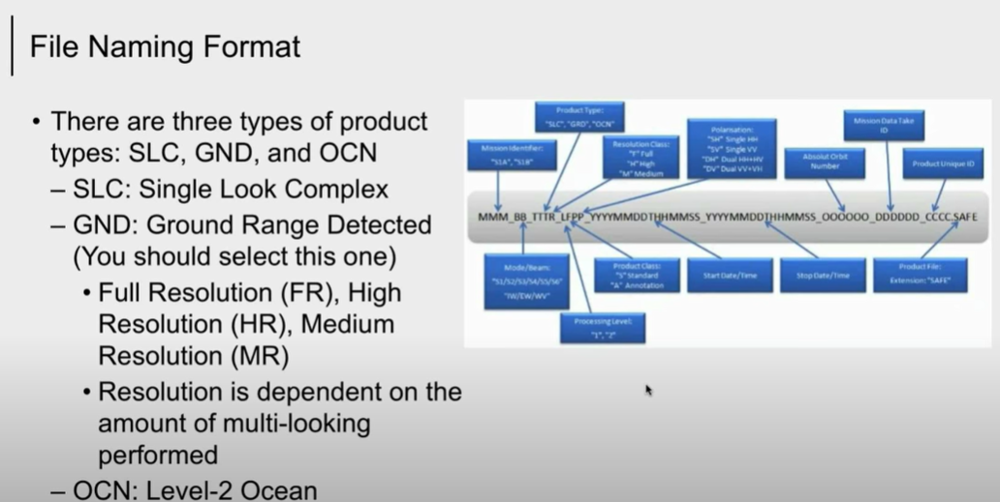 File Naming Format
• There are three types of product
types: SLC, GND, and OCN
– SLC: Single Look Complex
– GND: Ground Range Detected
(You should select this one)
• Full Resolution (FR), High
Resolution (HR), Medium
Resolution (MR)
• Resolution is dependent on the
amount of multi-looking
performed
– OCN: Level-2 Ocean
Product Type:
"SLC", "GRD", "OCN"
Mission Identifier:
"S1A", "S1B"
Resolution Class:
"F" Full
"H" High
"M" Medium
Polarisation:
"SH" Single HH
"SV" Single VV
"DH" Dual HH+HV
"DV" Dual VV+VH
Absolut Orbit
Number
Mission Data Take
ID
Product Unique ID
MMM_BB_TTTR_LFPP_YYYYMMDDTHHMMSS_YYYYMMDDTHHMMSS_OOOOOO_DDDDDD_CCCC.SAFE
Mode/Beam:
"S1/S2/S3/S4/S5/S6"
"IW/EW/WV"
Processing Level:
"1", "2"
Product Class:
"S" Standard
"A" Annotation
Start Date/Time
Stop Date/Time
Product File:
Extension: "SAFE"